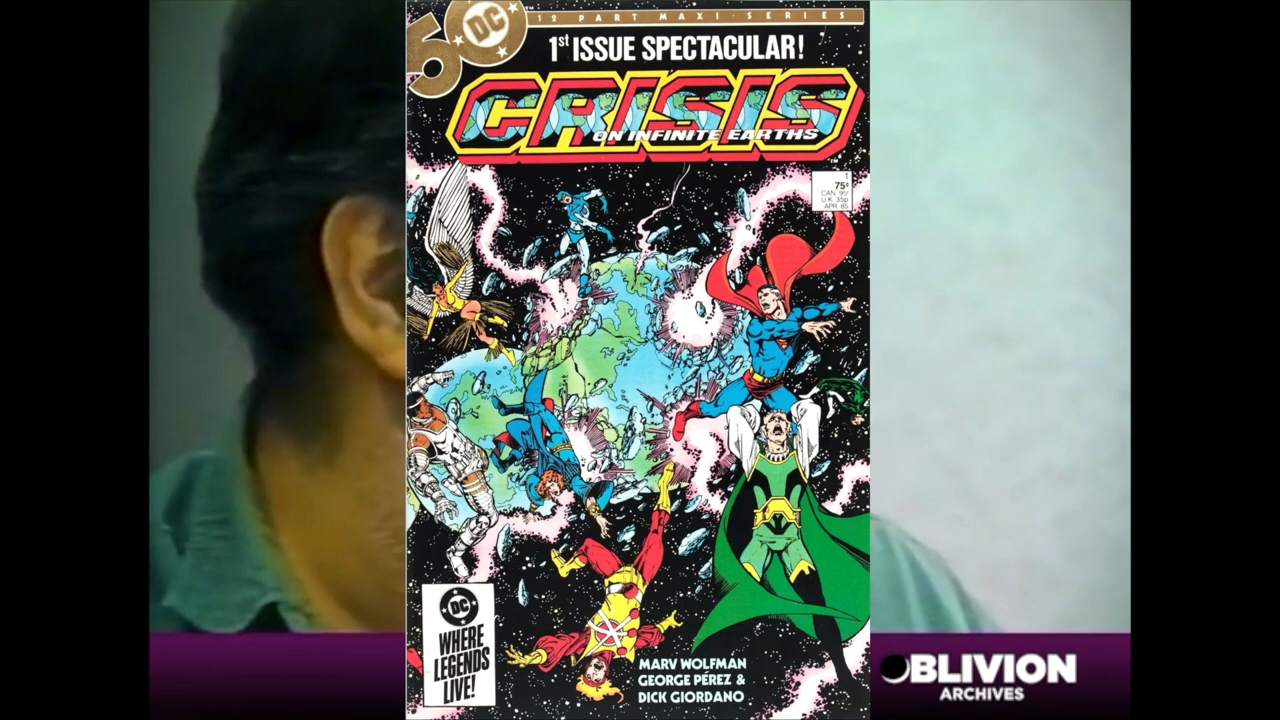 50
DC
12 PART MAXI-SERIES
1st ISSUE SPECTACULAR!
CRISIS
ON INFINITE EARTHS
1
75¢
CAN 95¢
U.K 35p
APR 85
DC
WHERE
LEGENDS
LIVE!
MARV WOLFMAN
GEORGE PÉREZ &
DICK GIORDANO
OBLIVION
ARCHIVES